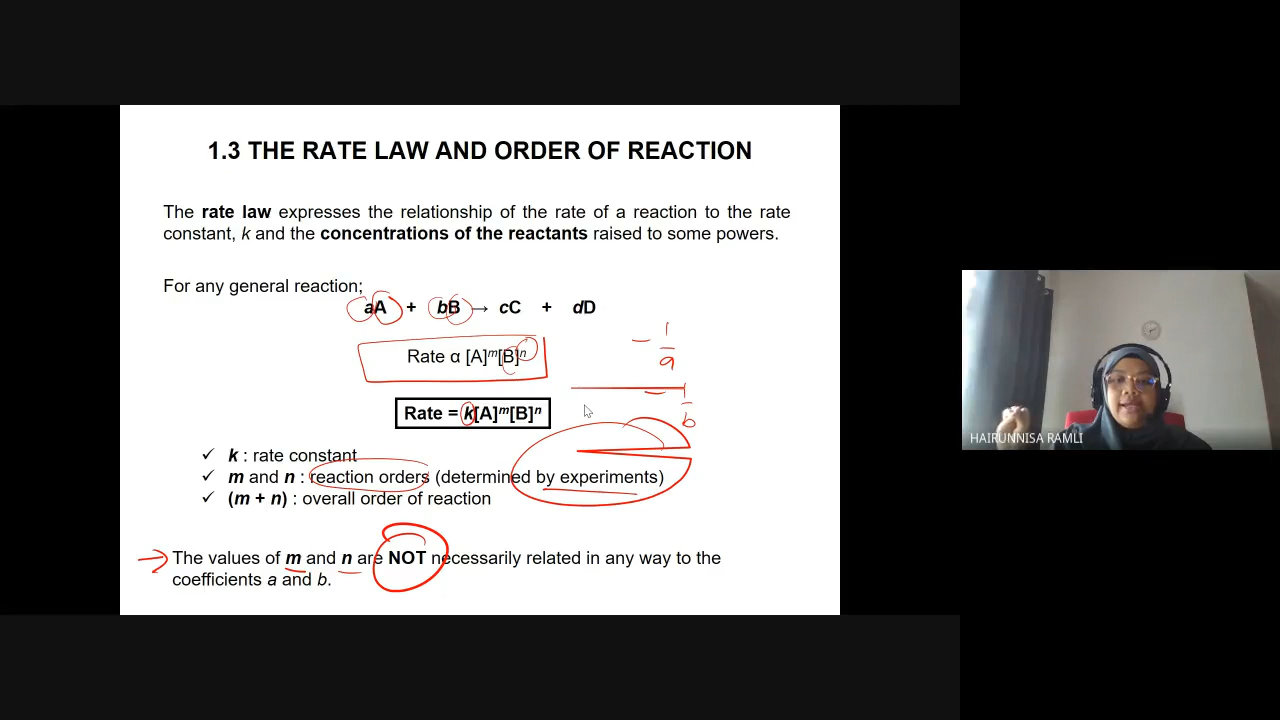 1.3 THE RATE LAW AND ORDER OF REACTION
The rate law expresses the relationship of the rate of a reaction to the rate
constant, k and the concentrations of the reactants raised to some powers.
For any general reaction;
aA + bB → cC + dD
Rate α [A]ᵐ[B]ⁿ
Rate = k[A]ᵐ[B]ⁿ
- 1/a
- 1/b
✓ k : rate constant
✓ m and n : reaction orders (determined by experiments)
✓ (m + n) : overall order of reaction
→ The values of m and n are NOT necessarily related in any way to the
coefficients a and b.
HAIRUNNISA RAMLI